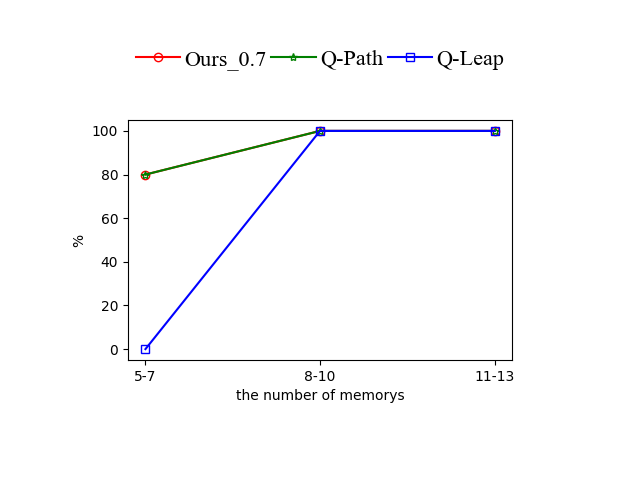 Ours_0.7 Q-Path Q-Leap
100
80
60
40
20
0
%
5-7 8-10 11-13
the number of memorys